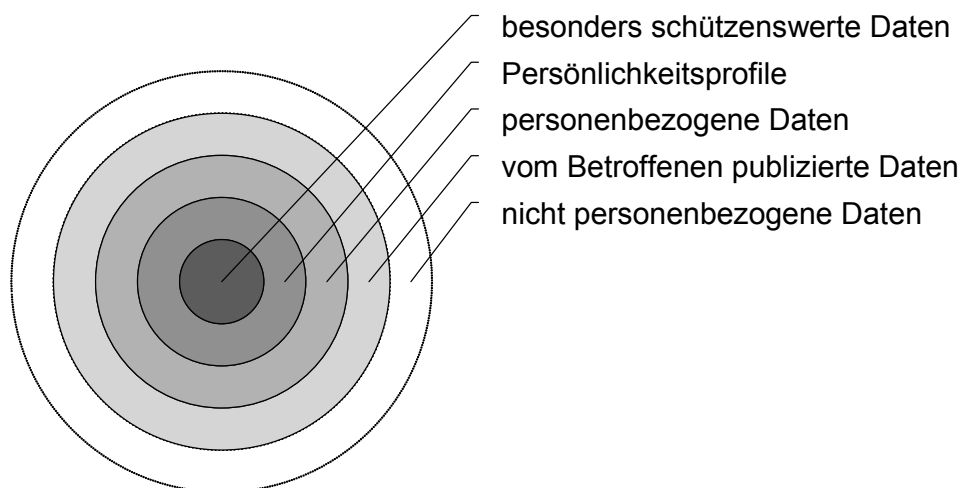 besonders schützenswerte Daten
Persönlichkeitsprofile
personenbezogene Daten
vom Betroffenen publizierte Daten
nicht personenbezogene Daten